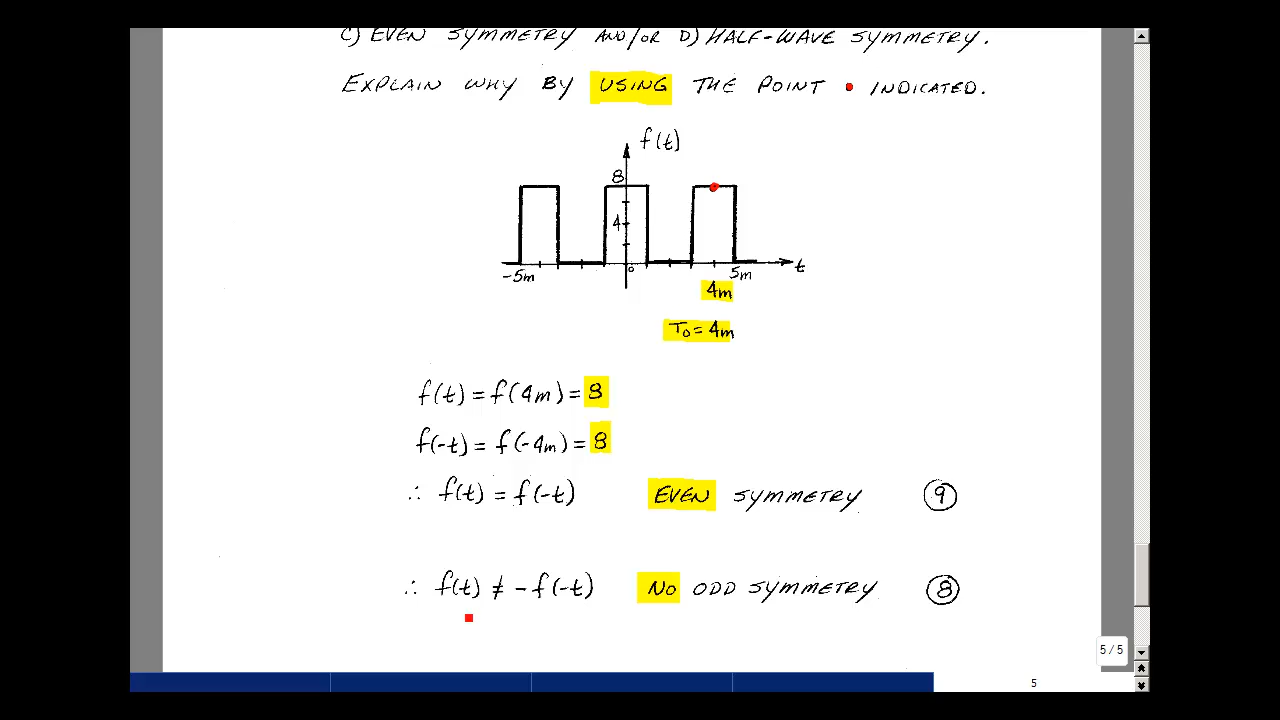 C) EVEN SYMMETRY AND/OR D) HALF-WAVE SYMMETRY.
EXPLAIN WHY BY USING THE POINT • INDICATED.
f(t)
8
4
-5m 0 5m t
4m
T0 = 4m
f(t) = f(4m) = 8
f(-t) = f(-4m) = 8
∴ f(t) = f(-t) EVEN SYMMETRY 9
∴ f(t) ≠ -f(-t) NO ODD SYMMETRY 8
5/5
5